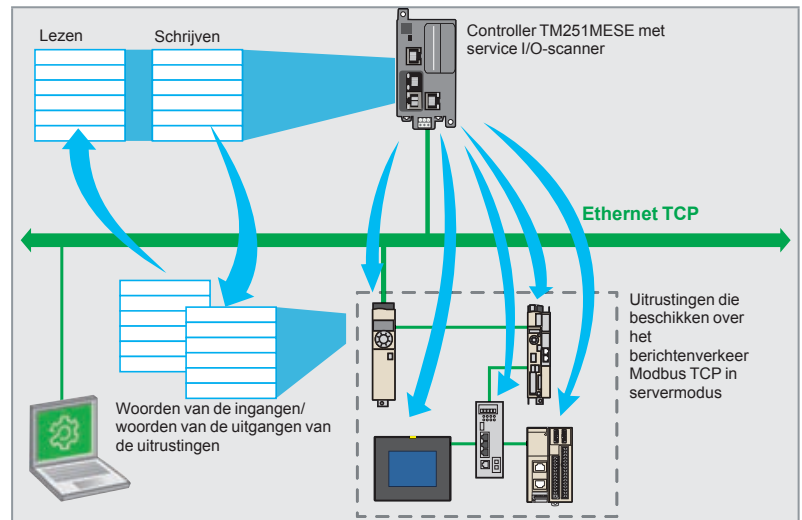 Lezen
Schrijven
Controller TM251MESE met
service I/O-scanner
Ethernet TCP
Uitrustingen die
beschikken over
het
berichtenverkeer
Modbus TCP in
servermodus
Woorden van de ingangen/
woorden van de uitgangen van
de uitrustingen